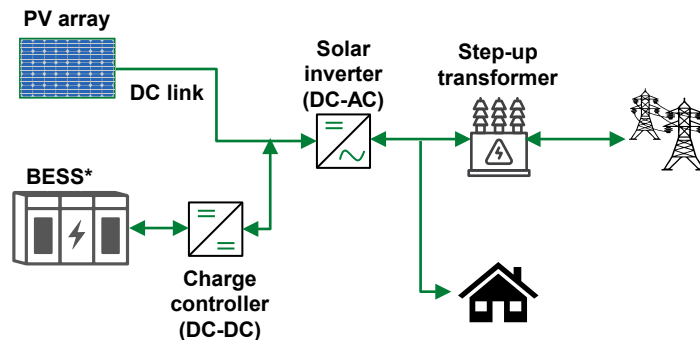 PV array
DC link
Solar
inverter
(DC-AC)
Step-up
transformer
BESS*
Charge
controller
(DC-DC)